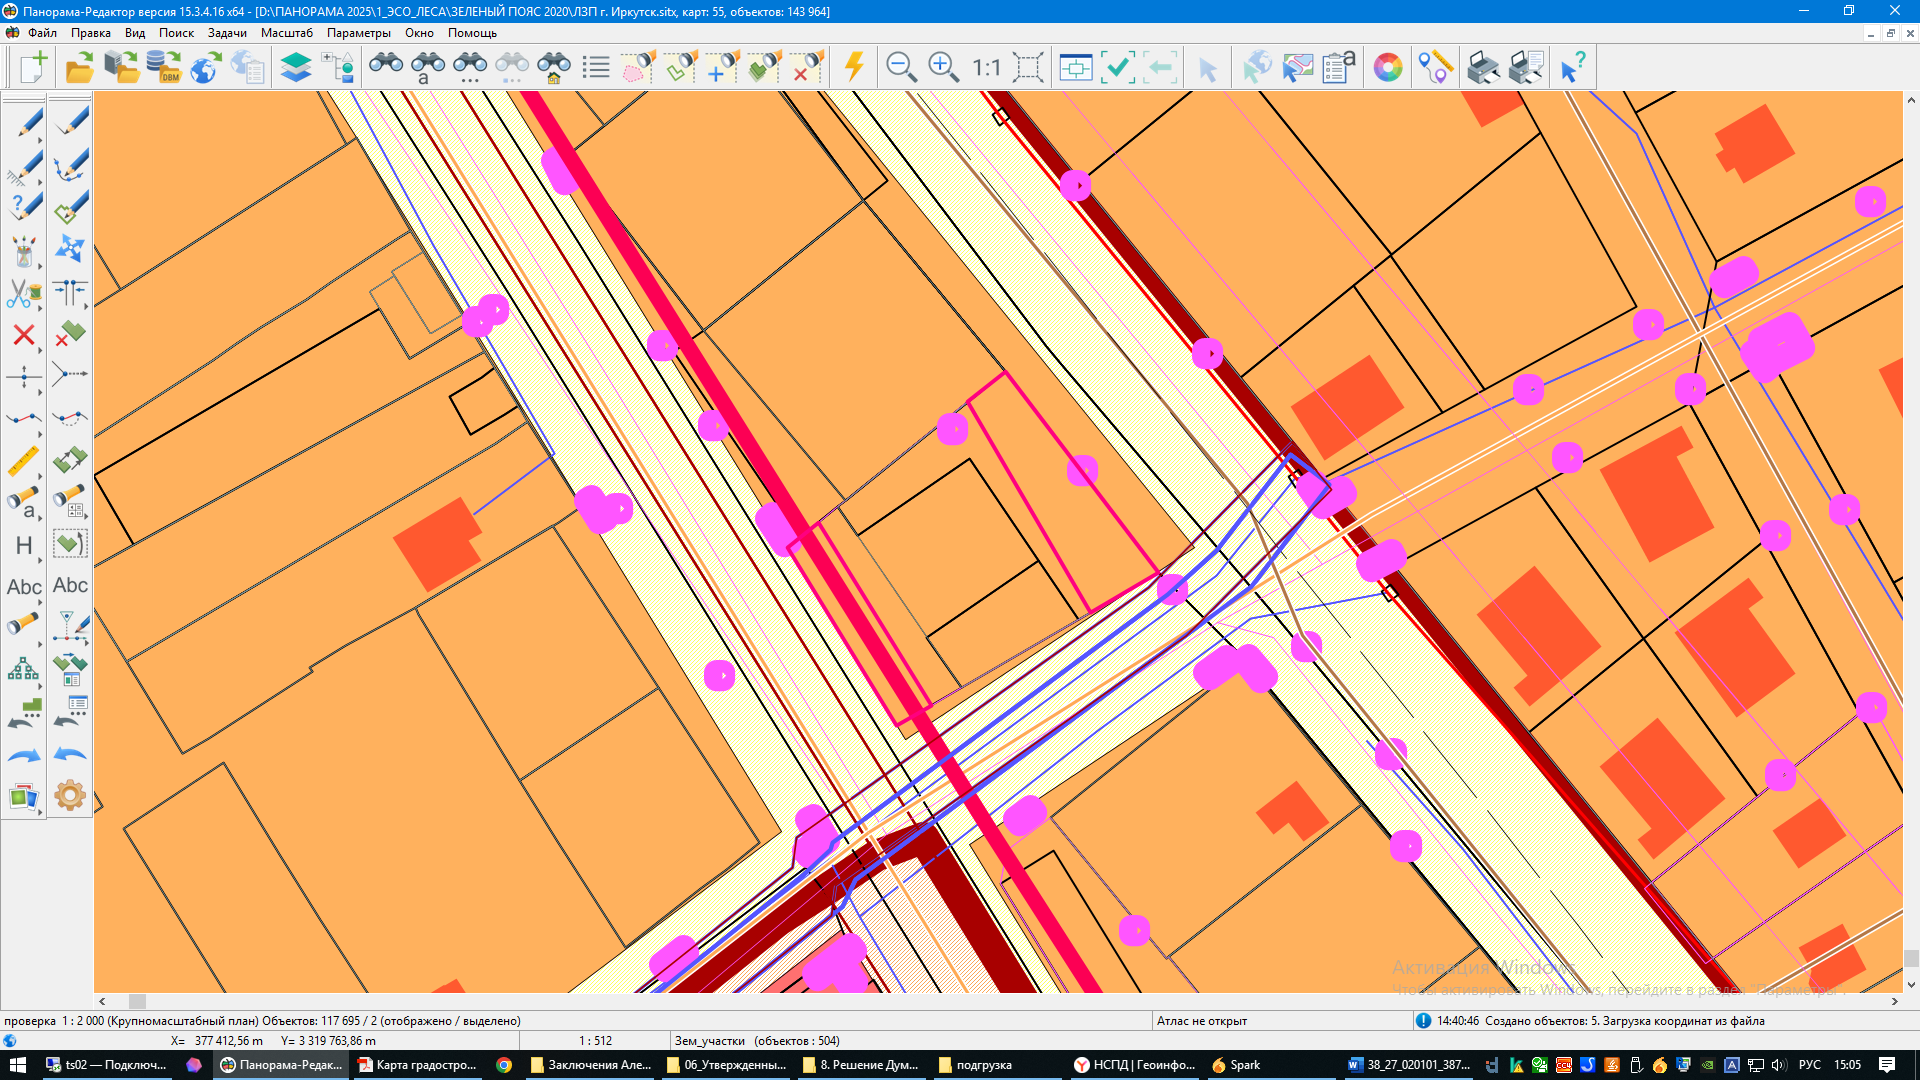 Панорама-Редактор версия 15.3.4.16 x64 - [D:\ПАНОРАМА 2025\1_ЭСО_ЛЕСА\ЗЕЛЕНЫЙ ПОЯС 2020\ЛЗП г. Иркутск.sitx, карт: 55, объектов: 143 964]
Файл Правка Вид Поиск Задачи Масштаб Параметры Окно Помощь
DBM a 1:1 a ?
a
H
Abc Abc
Активация Windows
Чтобы активировать Windows, перейдите в раздел "Параметры".
проверка 1 : 2 000 (Крупномасштабный план) Объектов: 117 695 / 2 (отображено / выделено) Атлас не открыт 14:40:46 Создано объектов: 5. Загрузка координат из файла
X= 377 412,56 m Y= 3 319 763,86 m 1 : 512 Зем_участки (объектов : 504)
ts02 — Подключ... Панорама-Редак... Карта градостро... Заключения Але... 06_Утвержденны... 8. Решение Дум... подгрузка НСПД | Геоинфо... Spark 38_27_020101_387... РУС 15:05